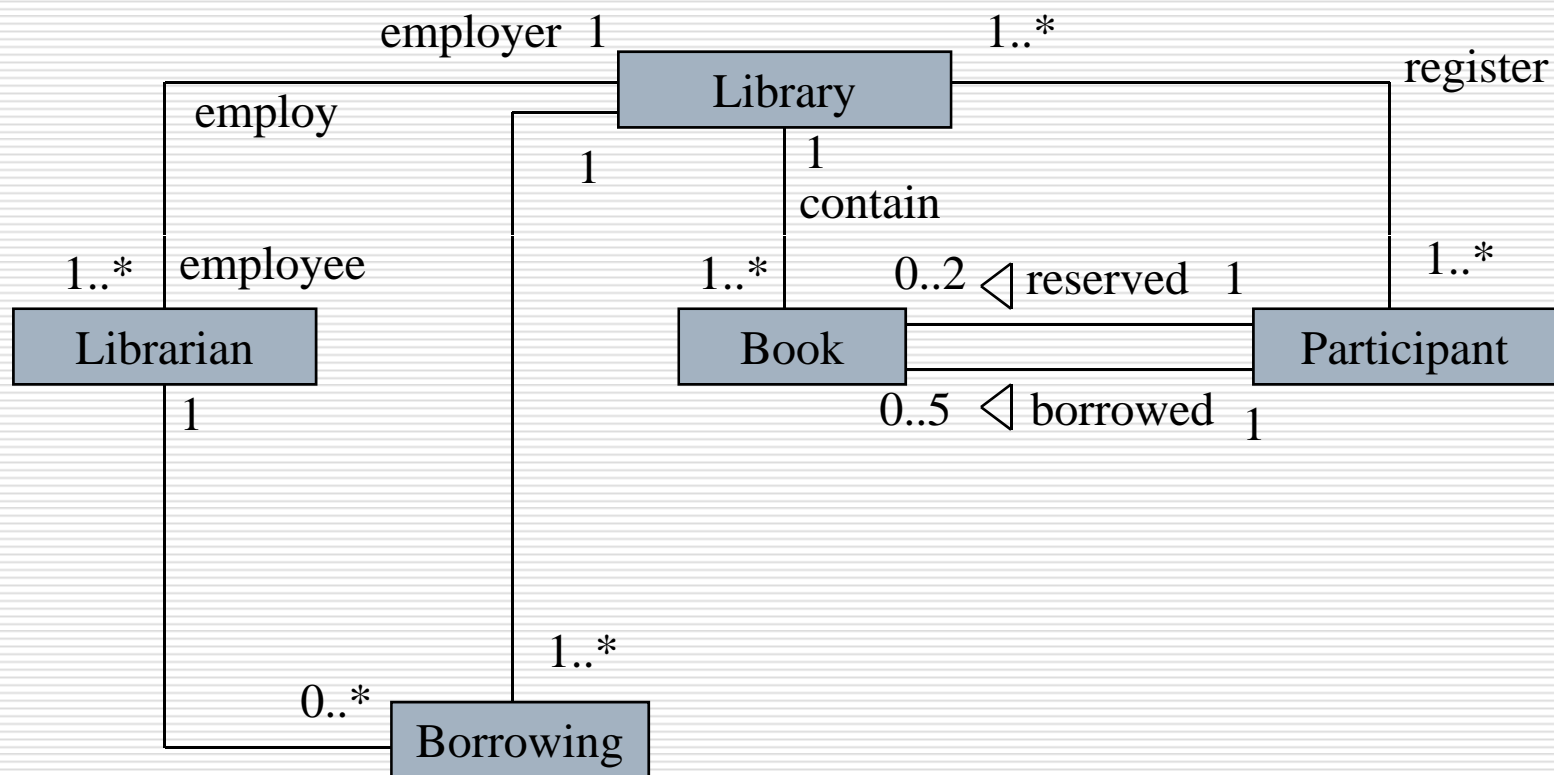 employer 1
1..*
Library
register
employ
1
1
contain
1..*
employee
1..*
0..2
reserved 1
1..*
Librarian
Book
Participant
1
0..5
borrowed 1
1..*
0..*
Borrowing